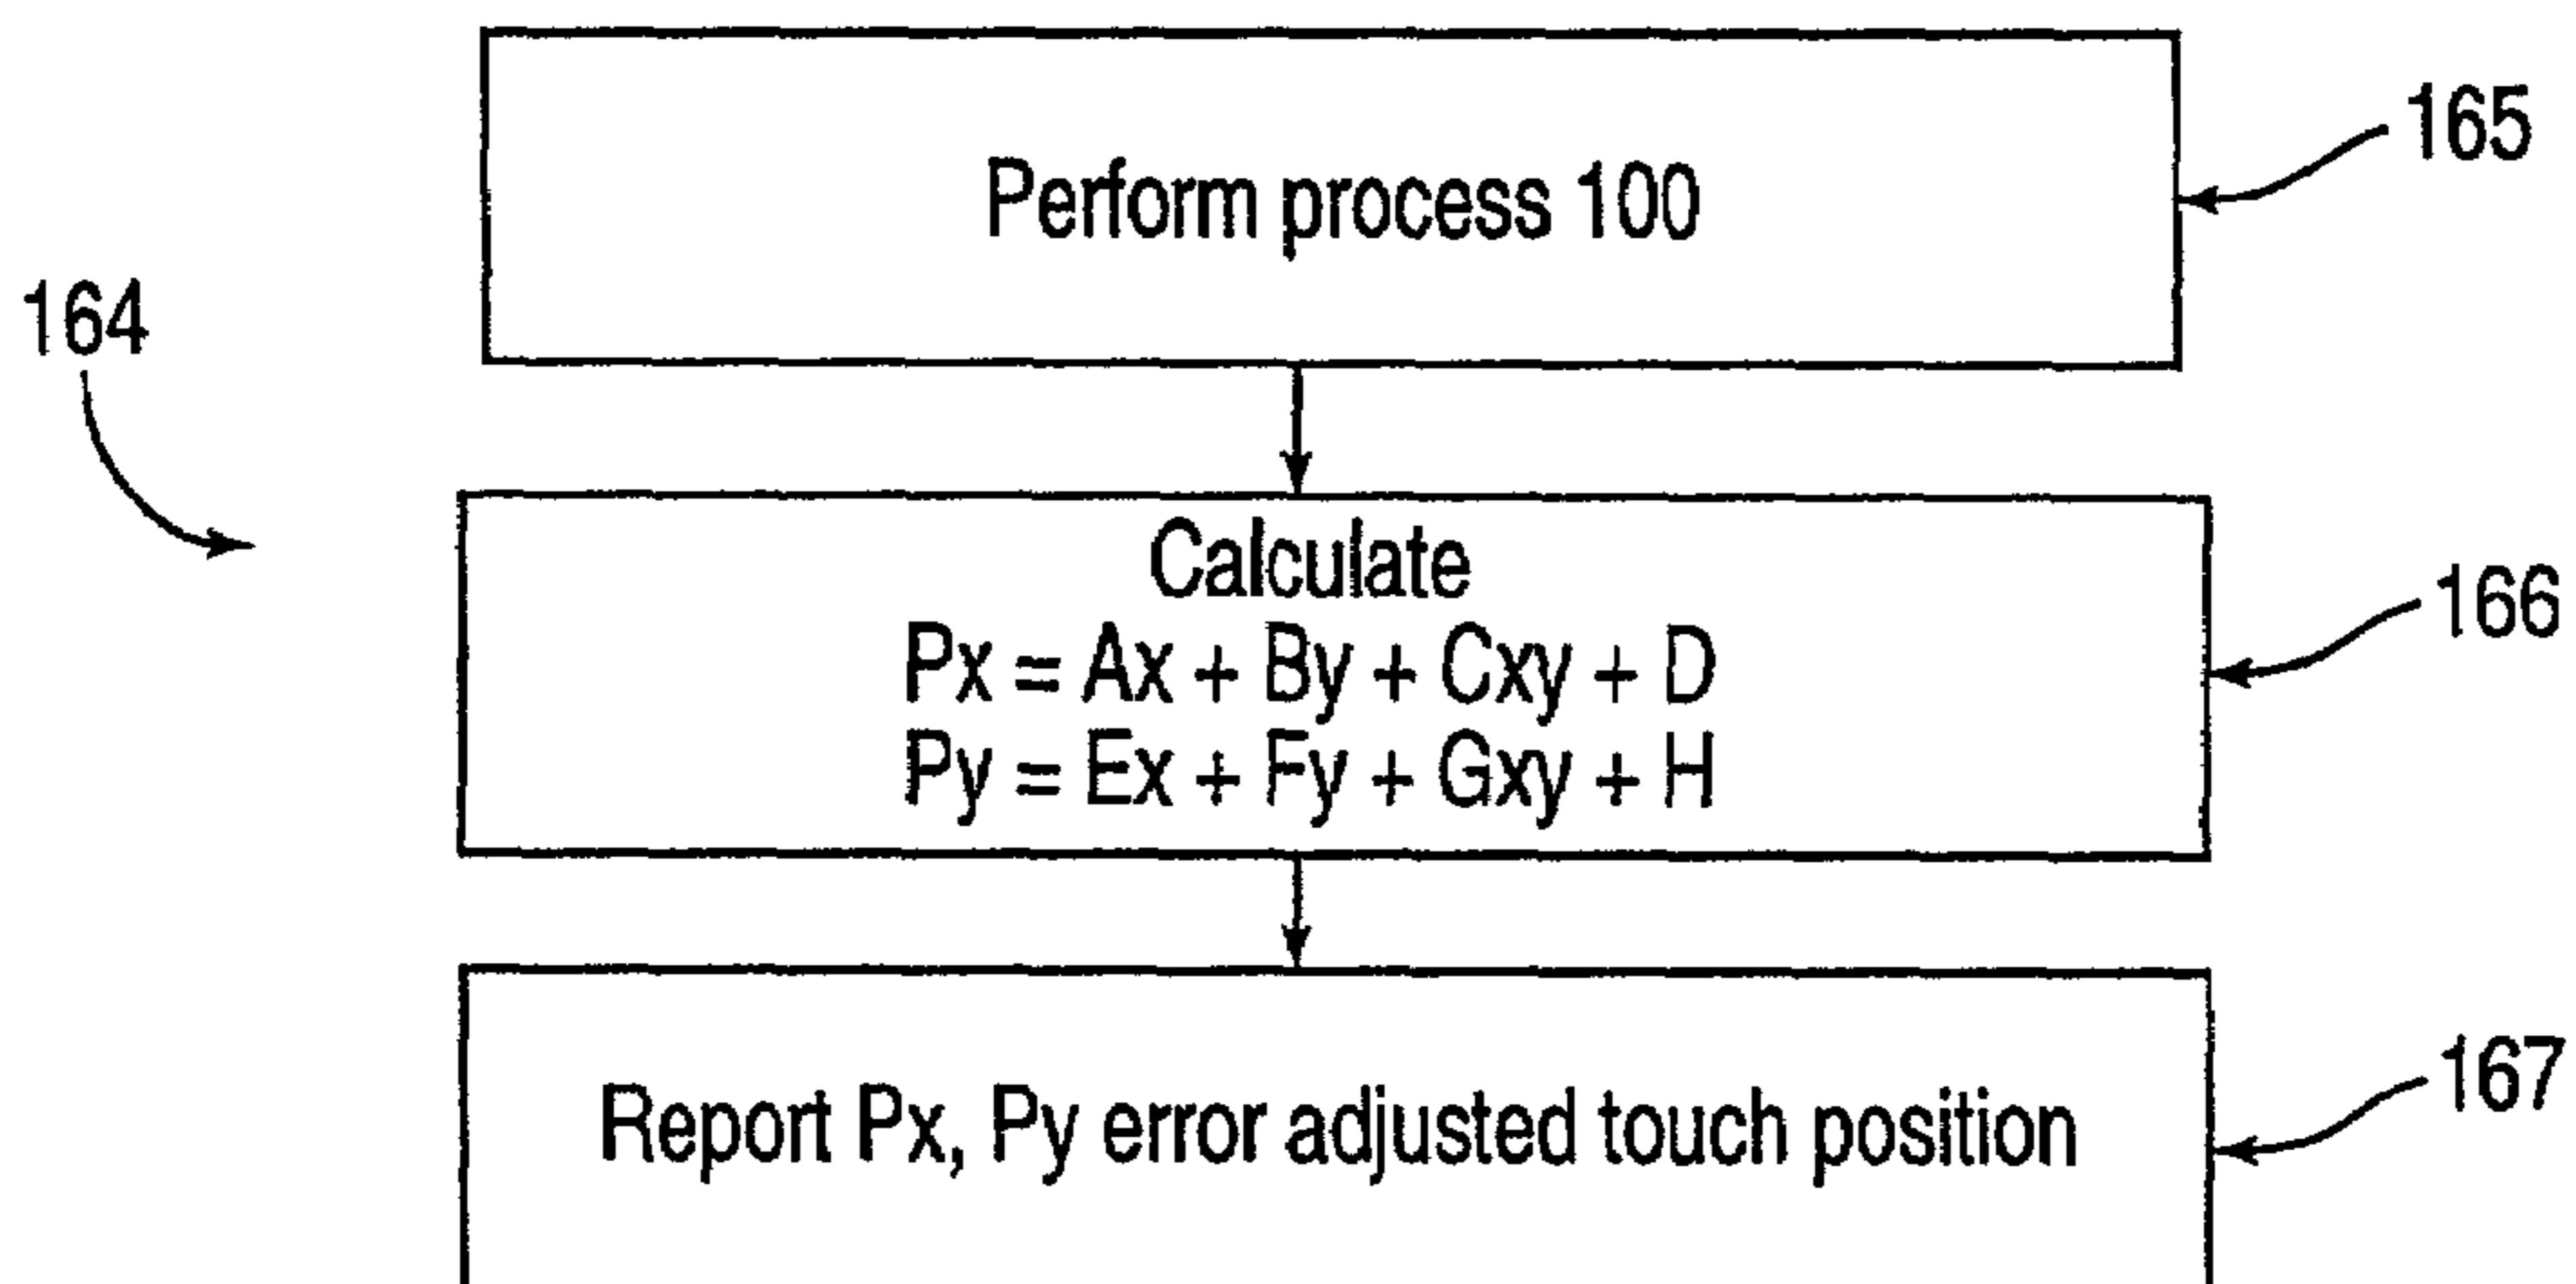 165
Perform process 100
164
Calculate
Px = Ax + By + Cxy + D
Py = Ex + Fy + Gxy + H
166
Report Px, Py error adjusted touch position
167